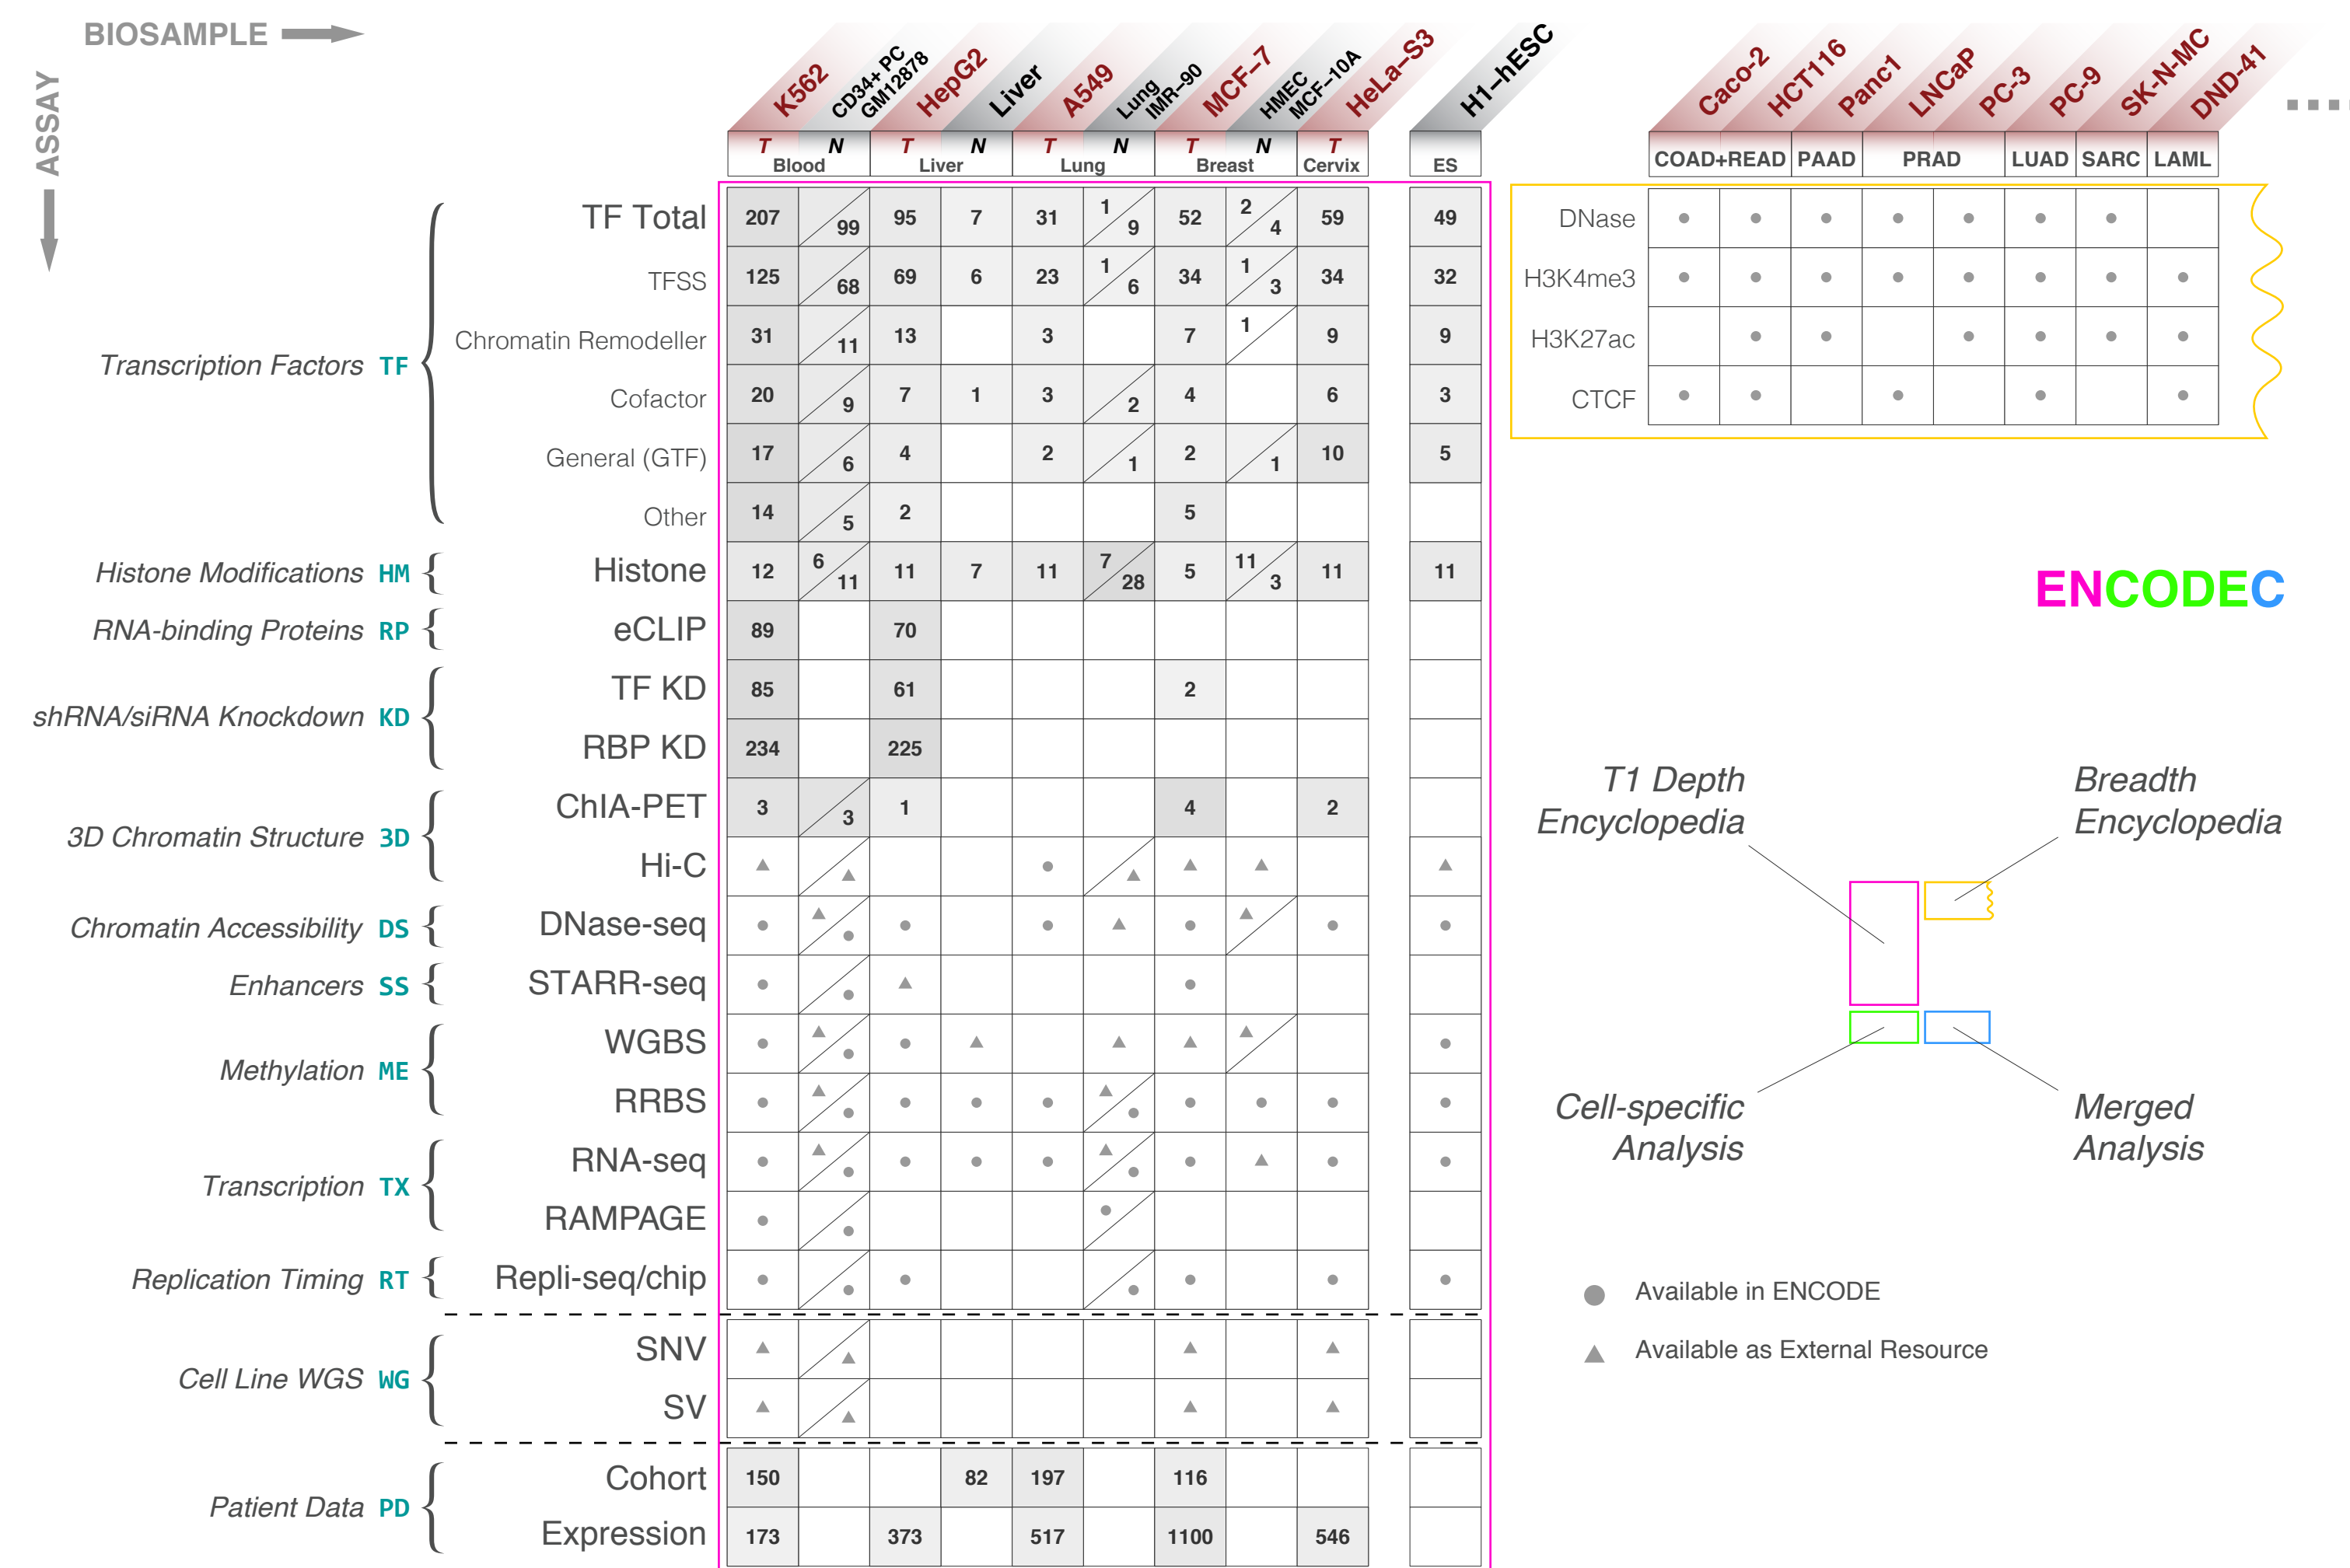 BIOSAMPLE
ASSAY
K562
CD34+ PC
GM12878
HepG2
Liver
A549
Lung
IMR–90
MCF–7
HMEC
MCF–10A
HeLa–S3
H1–hESC
T N T N T N T N T
Blood Liver Lung Breast Cervix ES
Caco-2
HCT116
Panc1
LNCaP
PC-3
PC-9
SK-N-MC
DND-41
COAD+READ PAAD PRAD LUAD SARC LAML
DNase
H3K4me3
H3K27ac
CTCF
Transcription Factors TF
TF Total 207 99 95 7 31 1 9 52 2 4 59 49
TFSS 125 68 69 6 23 1 6 34 1 3 34 32
Chromatin Remodeller 31 11 13 3 7 1 9 9
Cofactor 20 9 7 1 3 2 4 6 3
General (GTF) 17 6 4 2 1 2 1 10 5
Other 14 5 2 5
Histone Modifications HM Histone 12 6 11 11 7 11 7 28 5 11 3 11 11
RNA-binding Proteins RP eCLIP 89 70
shRNA/siRNA Knockdown KD
TF KD 85 61 2
RBP KD 234 225
3D Chromatin Structure 3D
ChIA-PET 3 3 1 4 2
Hi-C
Chromatin Accessibility DS DNase-seq
Enhancers SS STARR-seq
Methylation ME
WGBS
RRBS
Transcription TX
RNA-seq
RAMPAGE
Replication Timing RT Repli-seq/chip
Cell Line WGS WG
SNV
SV
Patient Data PD
Cohort 150 82 197 116
Expression 173 373 517 1100 546
ENCODEC
T1 Depth
Encyclopedia
Breadth
Encyclopedia
Cell-specific
Analysis
Merged
Analysis
Available in ENCODE
Available as External Resource